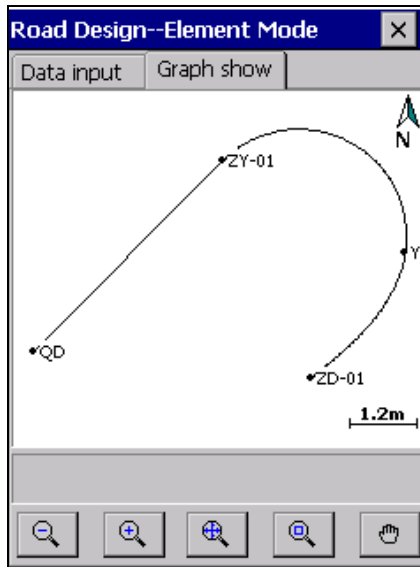 Road Design--Element Mode
Data input
Graph show
N
ZY-01
Y
QD
ZD-01
1.2m